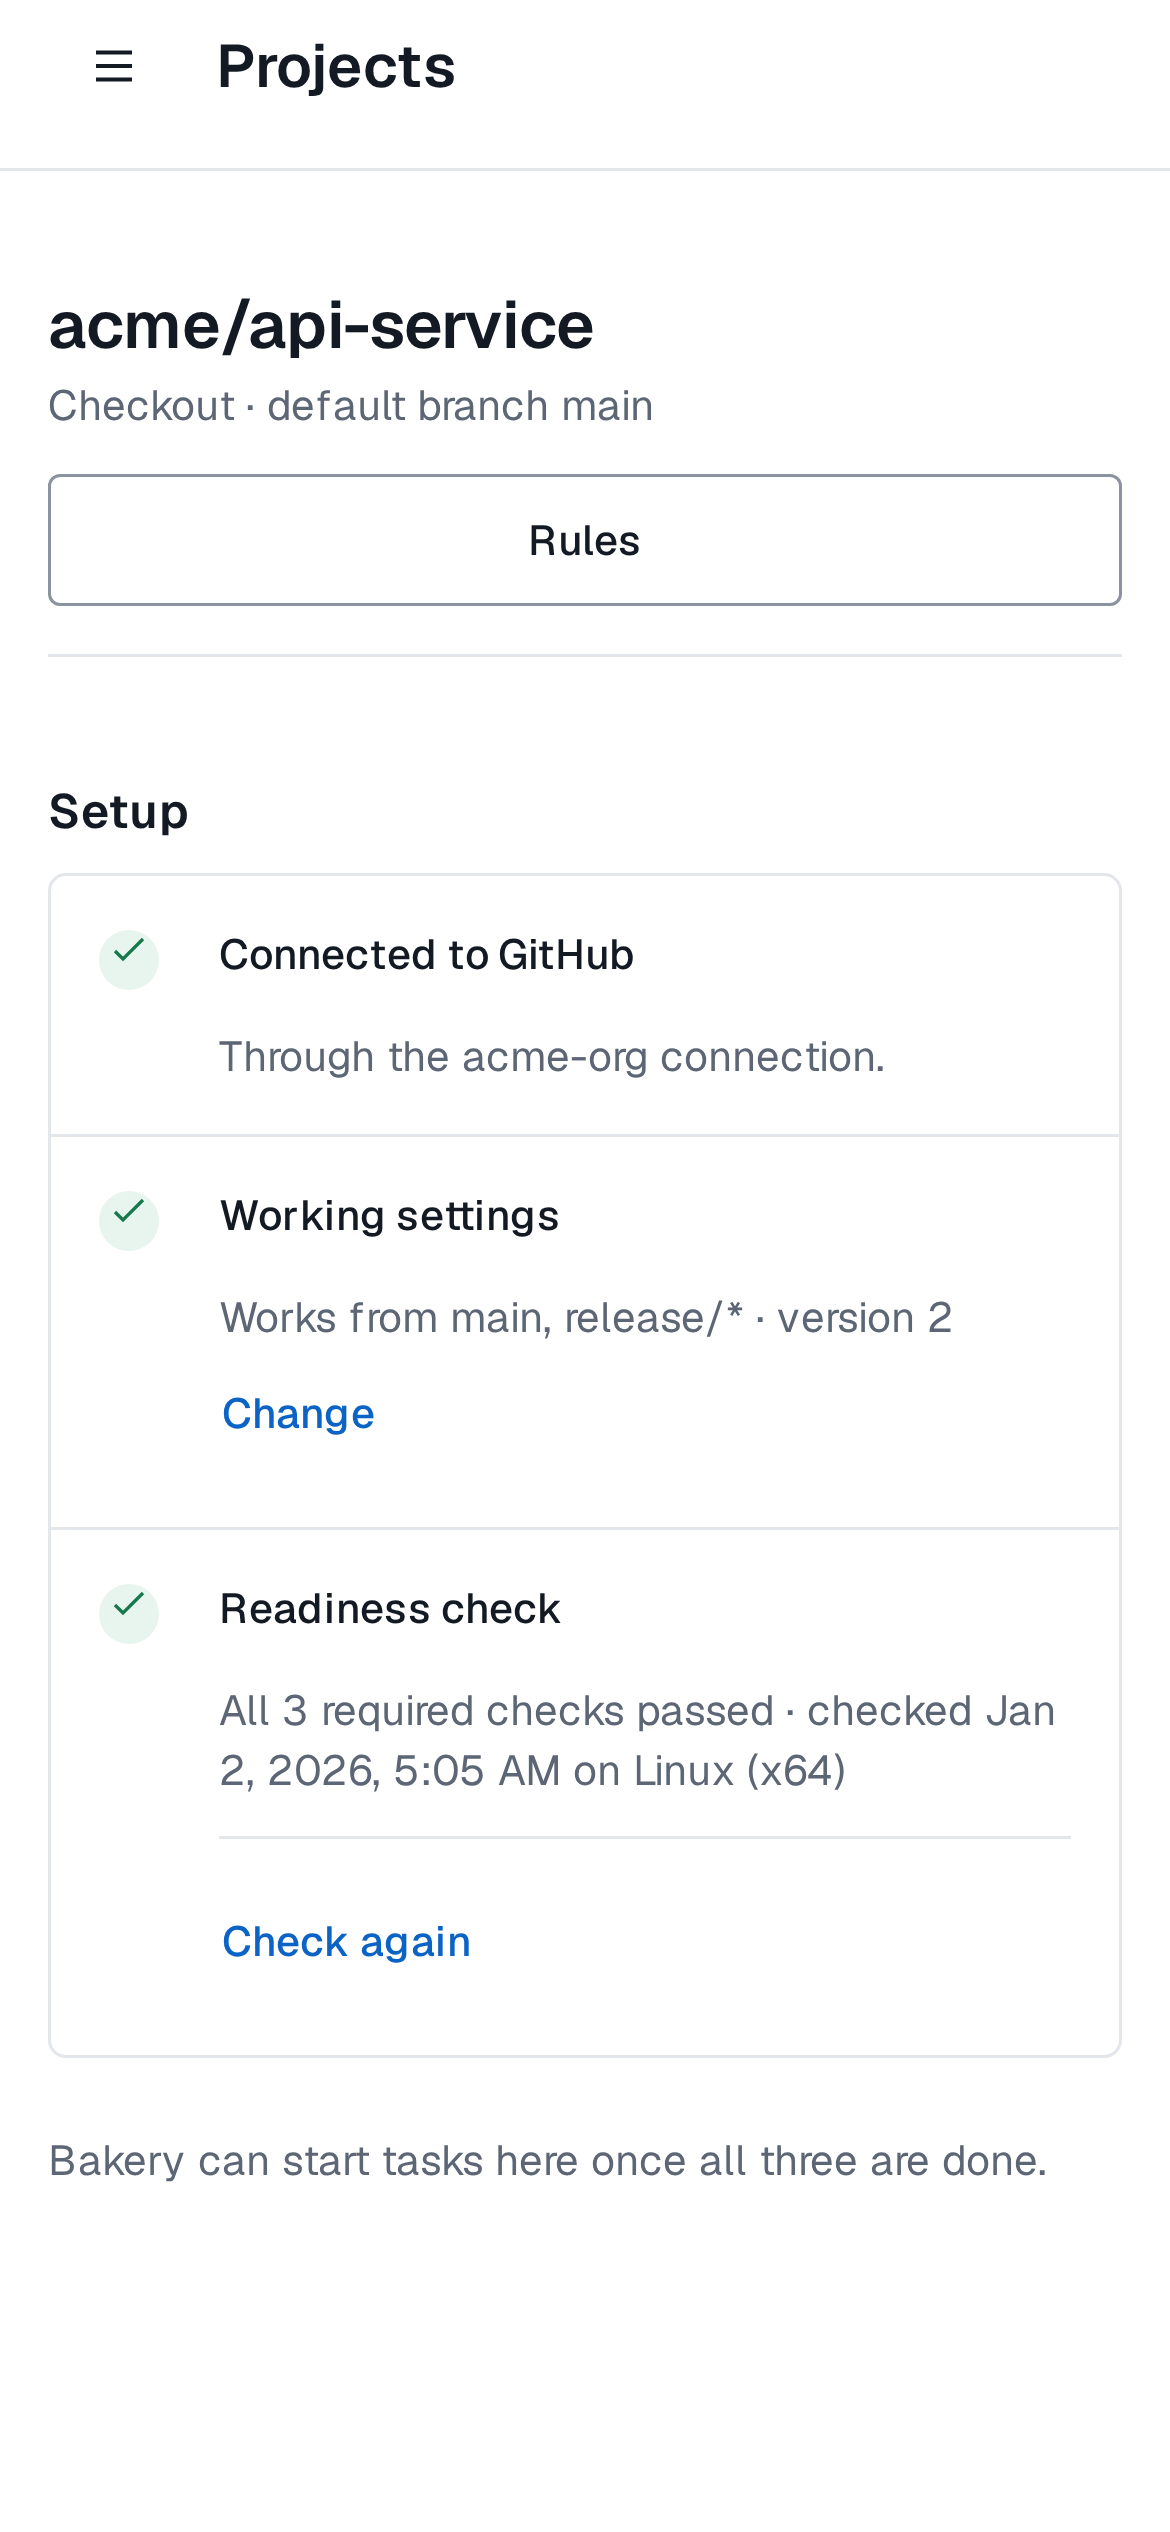 Projects
acme/api-service
Checkout · default branch main
Rules
Setup
Connected to GitHub
Through the acme-org connection.
Working settings
Works from main, release/* · version 2
Change
Readiness check
All 3 required checks passed · checked Jan
2, 2026, 5:05 AM on Linux (x64)
Check again
Bakery can start tasks here once all three are done.